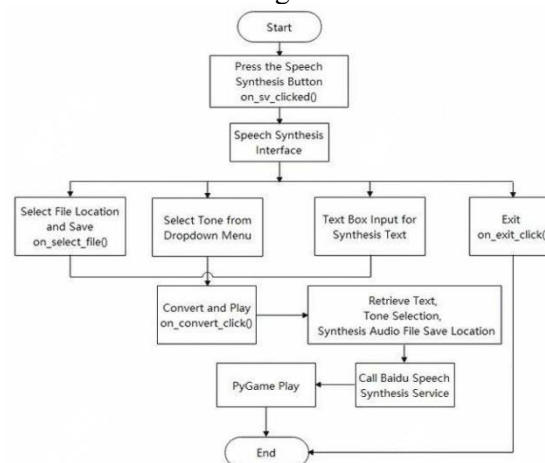 Start
Press the Speech
Synthesis Button
on_sv_clicked()
Speech Synthesis
Interface
Select File Location
and Save
on_select_file()
Select Tone from
Dropdown Menu
Text Box Input for
Synthesis Text
Exit
on_exit_click()
Convert and Play
on_convert_click()
Retrieve Text,
Tone Selection,
Synthesis Audio File Save Location
PyGame Play
Call Baidu Speech
Synthesis Service
End